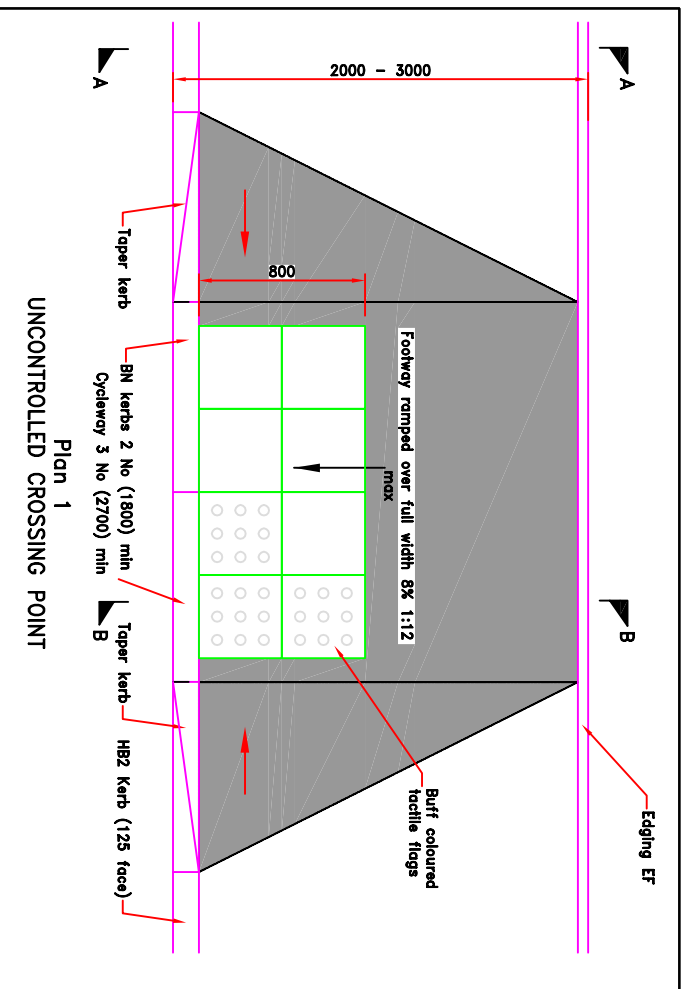 A
A
2000 - 3000
Taper kerb
800
Footway ramped over full width 8% 1:12
max
BN kerbs 2 No (1800) min
Cycleway 3 No (2700) min
Plan 1
UNCONTROLLED CROSSING POINT
B
B
Taper kerb
HB2 Kerb (125 face)
Buff coloured
tactile flags
Edging EF